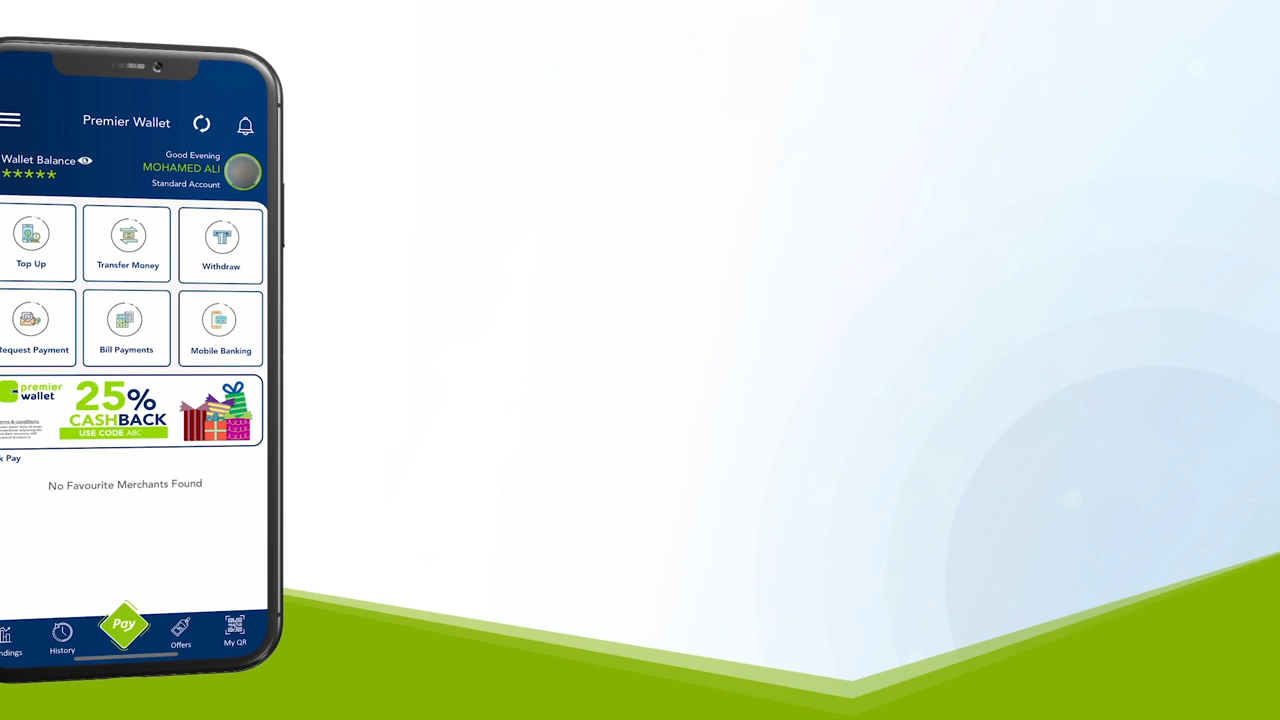 Premier Wallet
Wallet Balance
*****
Good Evening
MOHAMED ALI
Standard Account
Top Up
Transfer Money
Withdraw
Request Payment
Bill Payments
Mobile Banking
premier
wallet
25%
CASHBACK
USE CODE ABC
Pay
No Favourite Merchants Found
History
Pay
Offers
My QR